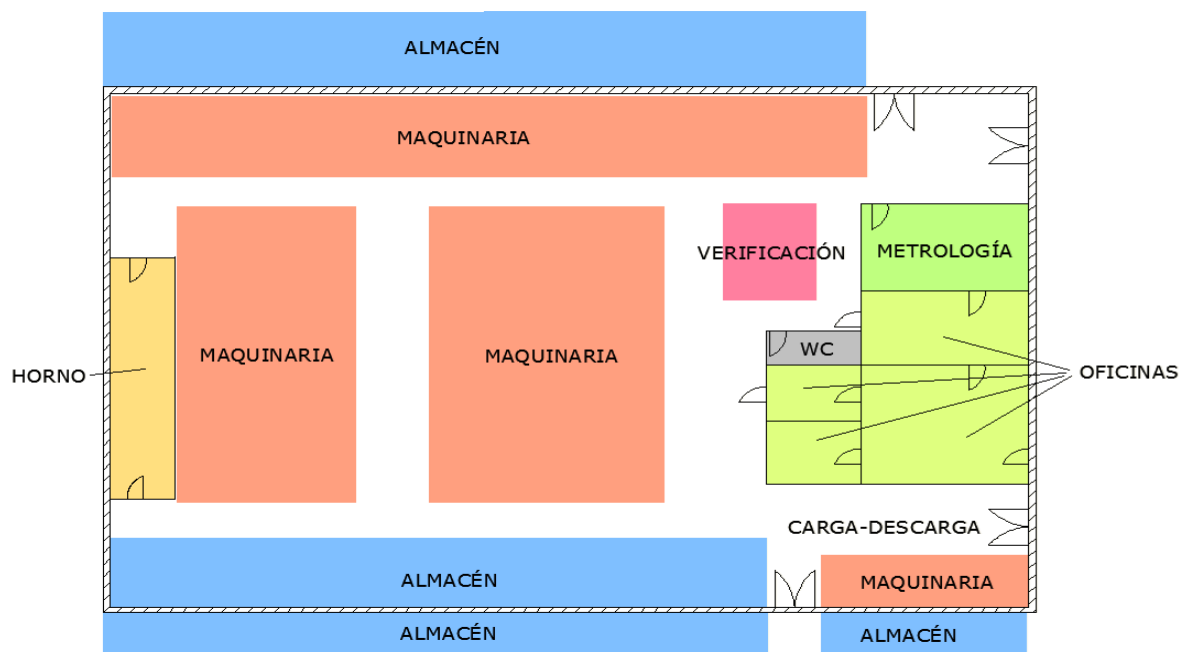 ALMACÉN
MAQUINARIA
VERIFICACIÓN
METROLOGÍA
MAQUINARIA
MAQUINARIA
WC
HORNO
OFICINAS
CARGA-DESCARGA
ALMACÉN
MAQUINARIA
ALMACÉN
ALMACÉN